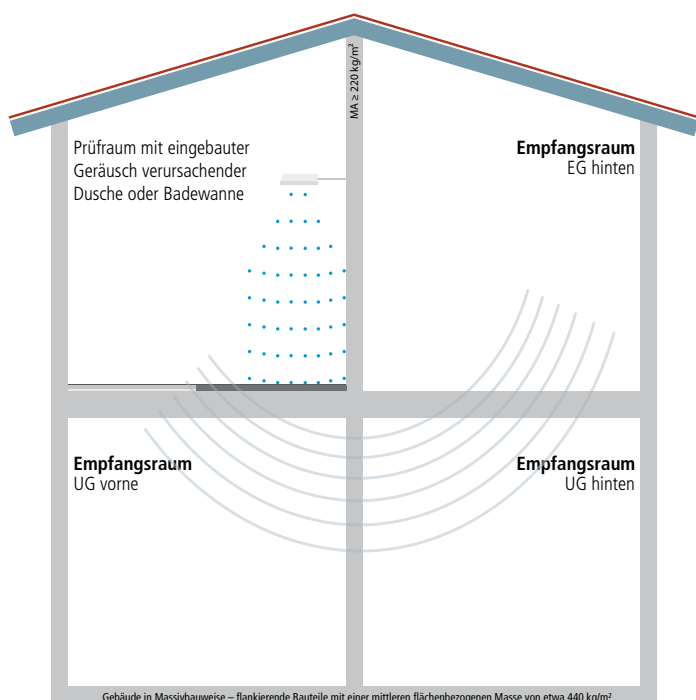 MA ≥ 220 kg/m²
Prüfraum mit eingebauter
Geräusch verursachender
Dusche oder Badewanne
Empfangsraum
EG hinten
Empfangsraum
UG vorne
Empfangsraum
UG hinten
Gebäude in Massivbauweise – flankierende Bauteile mit einer mittleren flächenbezogenen Masse von etwa 440 kg/m²